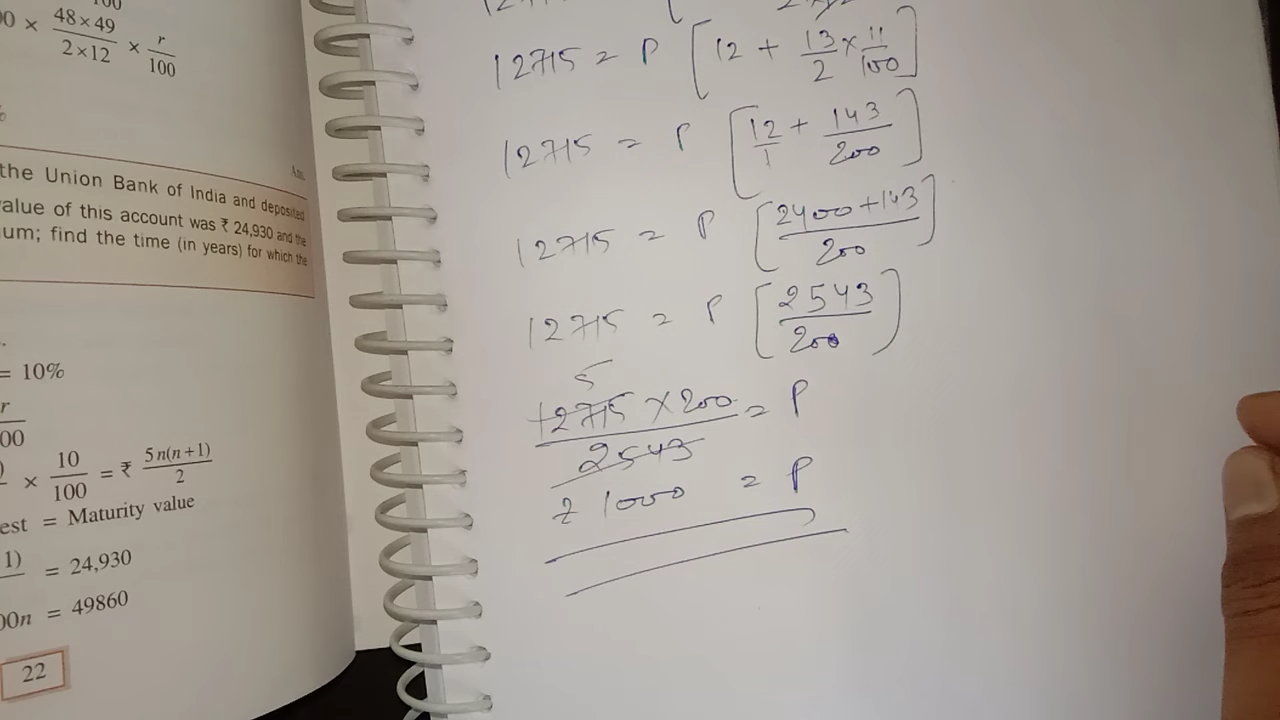 100
00 × 48 × 49 / 2 × 12 × r / 100
%
Ans.
the Union Bank of India and deposited
value of this account was ₹ 24,930 and the
um; find the time (in years) for which the
.
= 10%
r / 00
) × 10 / 100 = ₹ 5n(n+1) / 2
est = Maturity value
1) = 24,930
00n = 49860
22
12715 = P [12 + 13/2 × 11/100]
12715 = P [12/1 + 143/200]
12715 = P [2400+143 / 200]
12715 = P [2543 / 200]
5
12715 × 200 / 2543 = P
₹ 1000 = P